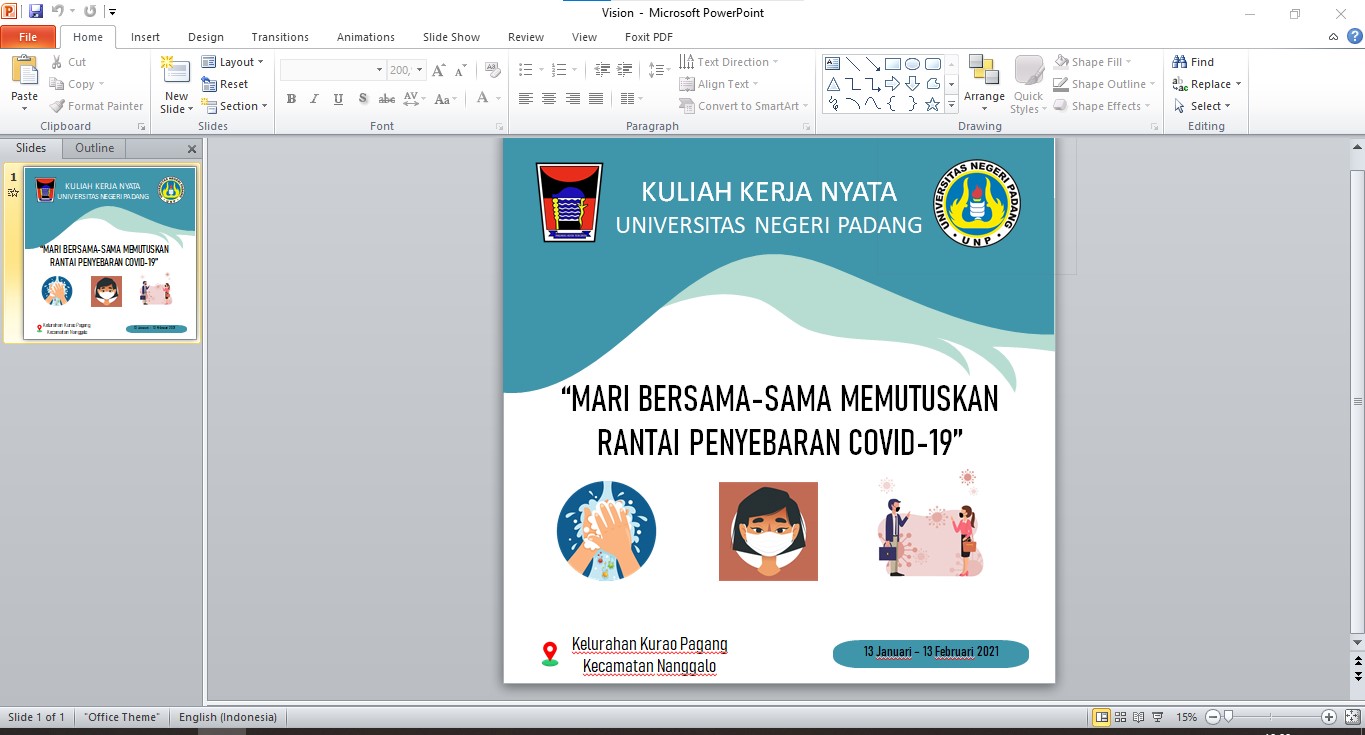 Vision - Microsoft PowerPoint
File Home Insert Design Transitions Animations Slide Show Review View Foxit PDF
Paste
Cut
Copy
Format Painter
Clipboard
New Slide
Layout
Reset
Section
Slides
200,
B I U S abc AV Aa A
Font
Text Direction
Align Text
Convert to SmartArt
Paragraph
Arrange
Quick Styles
Shape Fill
Shape Outline
Shape Effects
Drawing
Find
Replace
Select
Editing
Slides Outline
1
KULIAH KERJA NYATA
UNIVERSITAS NEGERI PADANG
“MARI BERSAMA-SAMA MEMUTUSKAN
RANTAI PENYEBARAN COVID-19”
Kelurahan Kurao Pagang
Kecamatan Nanggalo
13 Januari - 13 Februari 2021
KULIAH KERJA NYATA
UNIVERSITAS NEGERI PADANG
UNIVERSITAS NEGERI PADANG
UNP
“MARI BERSAMA-SAMA MEMUTUSKAN
RANTAI PENYEBARAN COVID-19”
Kelurahan Kurao Pagang
Kecamatan Nanggalo
13 Januari – 13 Februari 2021
Slide 1 of 1 "Office Theme" English (Indonesia) 15%